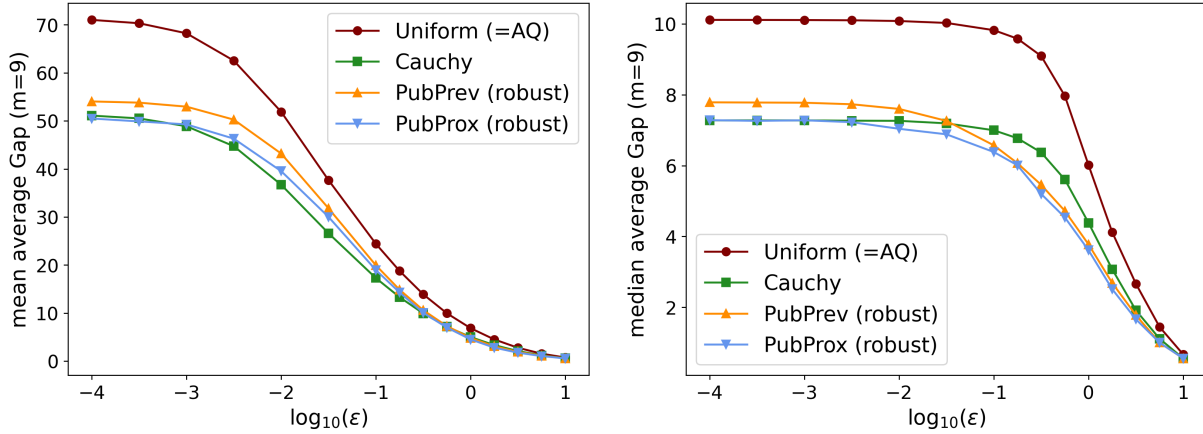 mean average Gap (m=9)
70
60
50
40
30
20
10
0
−4
−3
−2
−1
0
1
log₁₀(ε)
Uniform (=AQ)
Cauchy
PubPrev (robust)
PubProx (robust)
median average Gap (m=9)
10
8
6
4
2
−4
−3
−2
−1
0
1
log₁₀(ε)
Uniform (=AQ)
Cauchy
PubPrev (robust)
PubProx (robust)